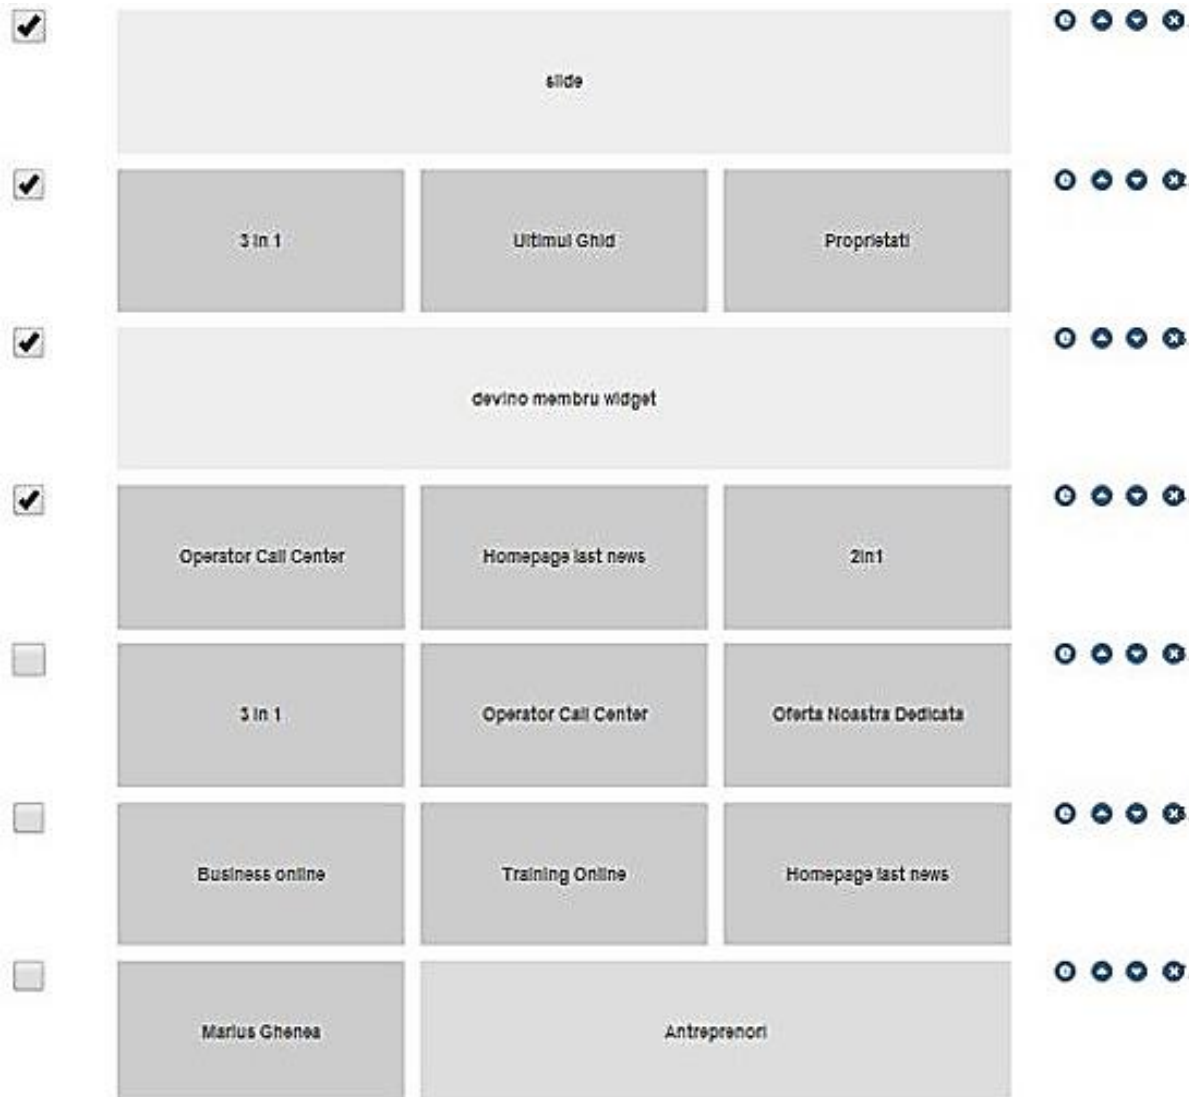 slide
3 in 1
Ultimul Ghid
Proprietati
devino membru widget
Operator Call Center
Homepage last news
2in1
3 in 1
Operator Call Center
Oferta Noastra Dedicata
Business online
Training Online
Homepage last news
Marius Ghenea
Antreprenori